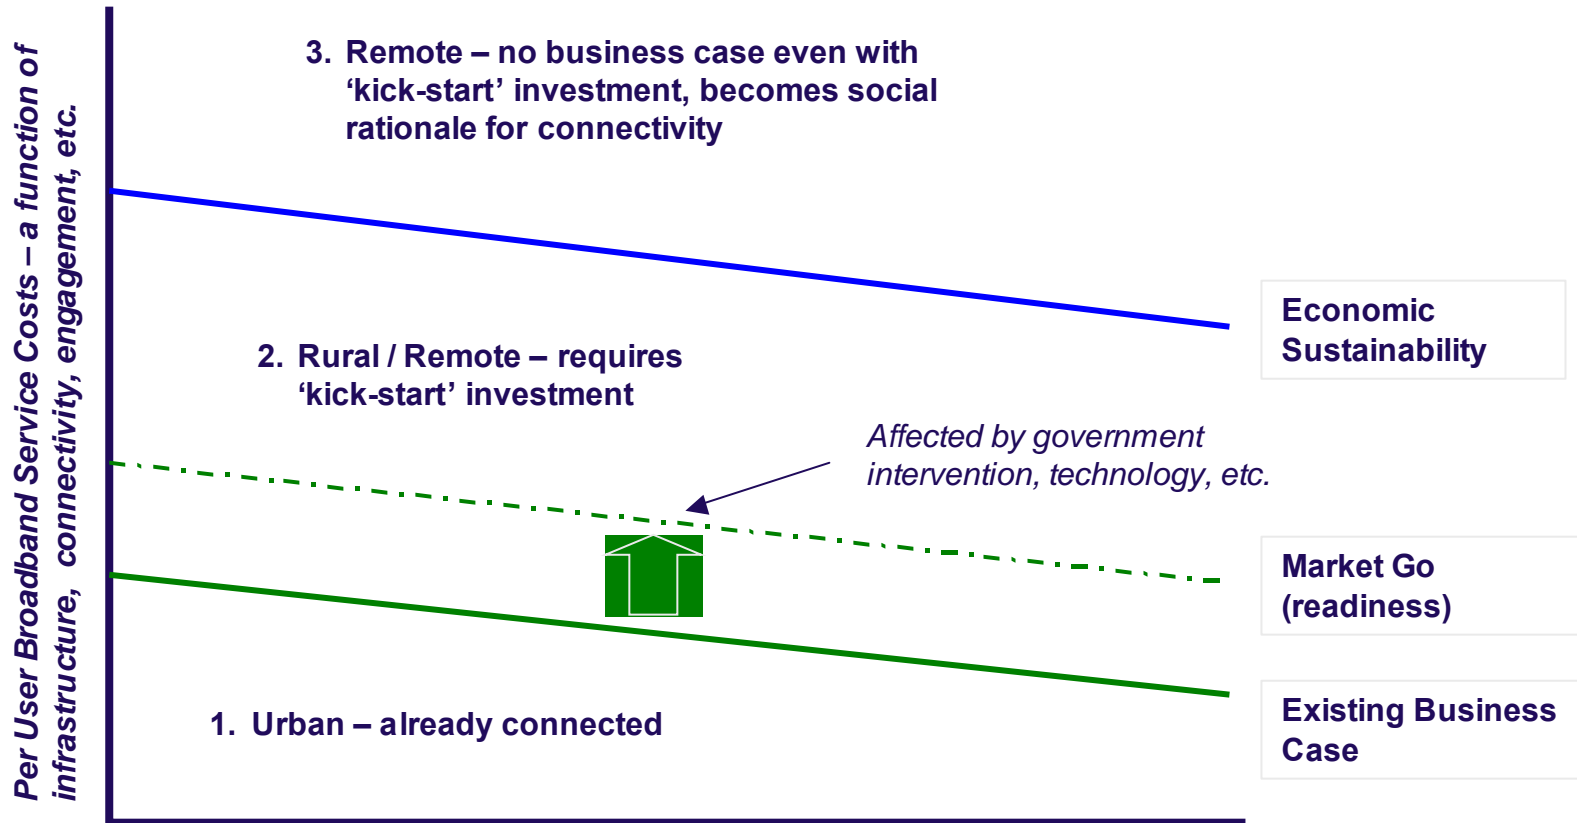 Per User Broadband Service Costs – a function of
infrastructure, connectivity, engagement, etc.
3. Remote – no business case even with
‘kick-start’ investment, becomes social
rationale for connectivity
Economic
Sustainability
2. Rural / Remote – requires
‘kick-start’ investment
Affected by government
intervention, technology, etc.
Market Go
(readiness)
Existing Business
Case
1. Urban – already connected